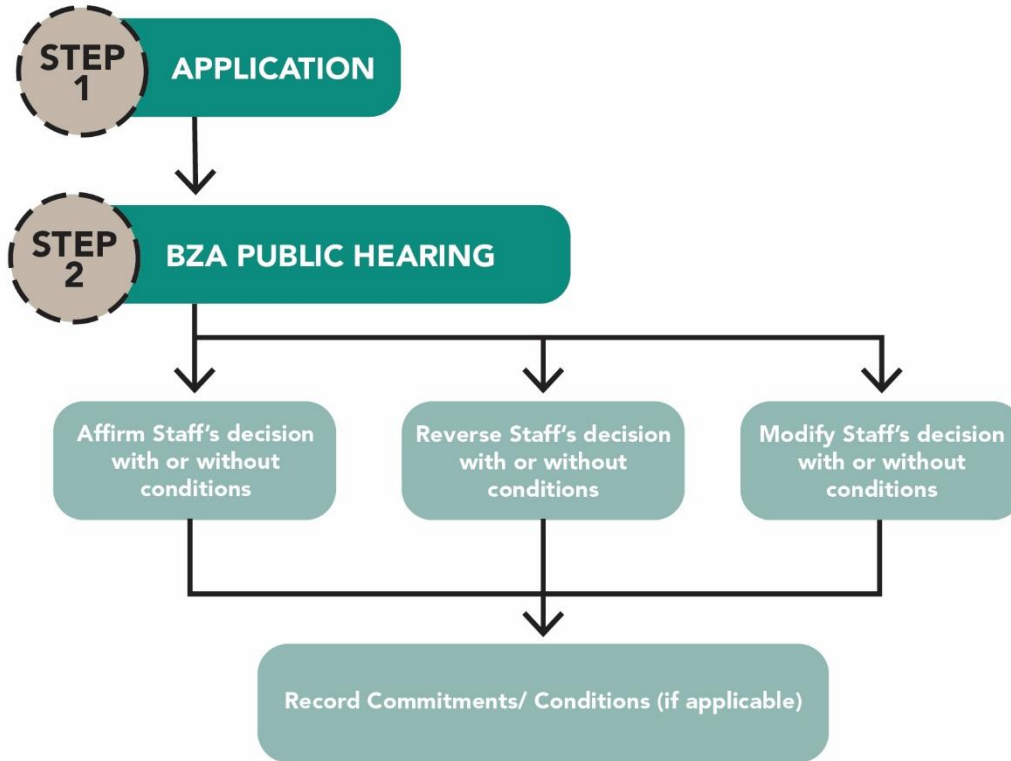 STEP
1
APPLICATION
STEP
2
BZA PUBLIC HEARING
Affirm Staff's decision
with or without
conditions
Reverse Staff's decision
with or without
conditions
Modify Staff's decision
with or without
conditions
Record Commitments/ Conditions (if applicable)